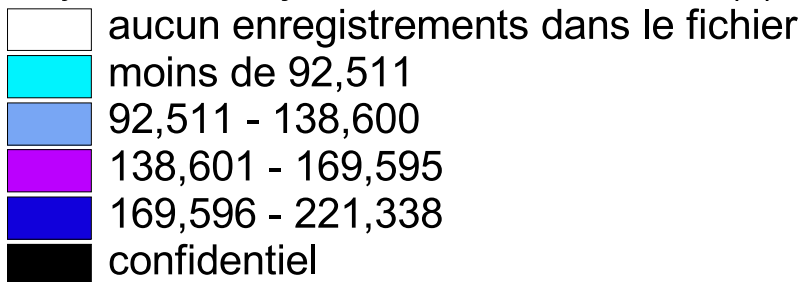 aucun enregistrements dans le fichier
moins de 92,511
92,511 - 138,600
138,601 - 169,595
169,596 - 221,338
confidentiel